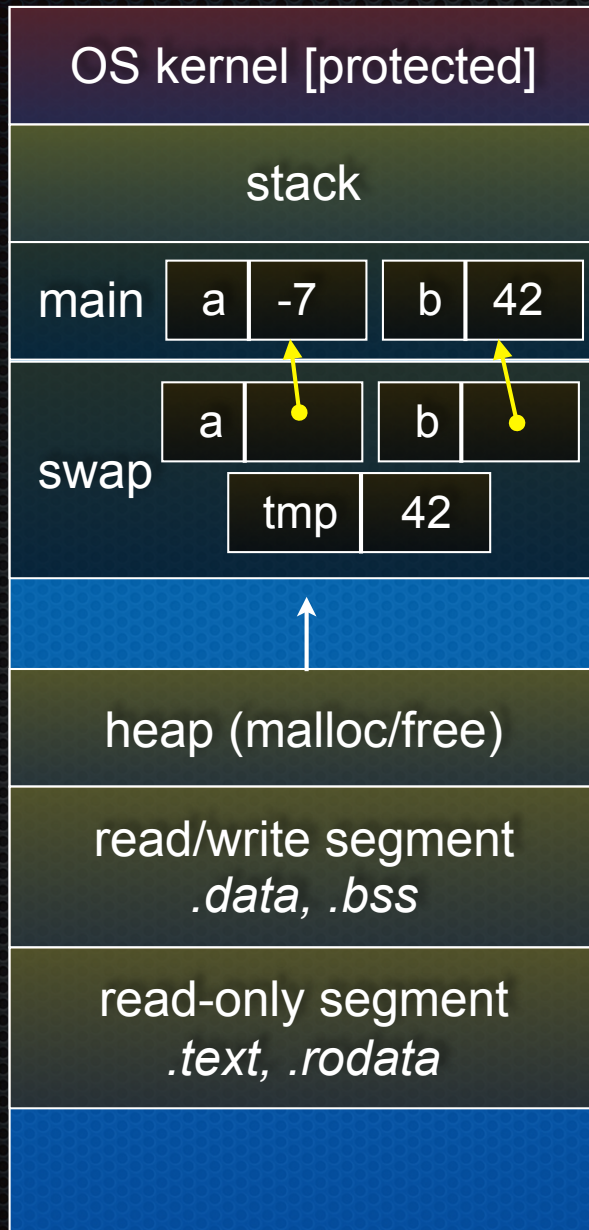 OS kernel [protected]
stack
main a -7 b 42
swap a b
tmp 42
heap (malloc/free)
read/write segment
.data, .bss
read-only segment
.text, .rodata